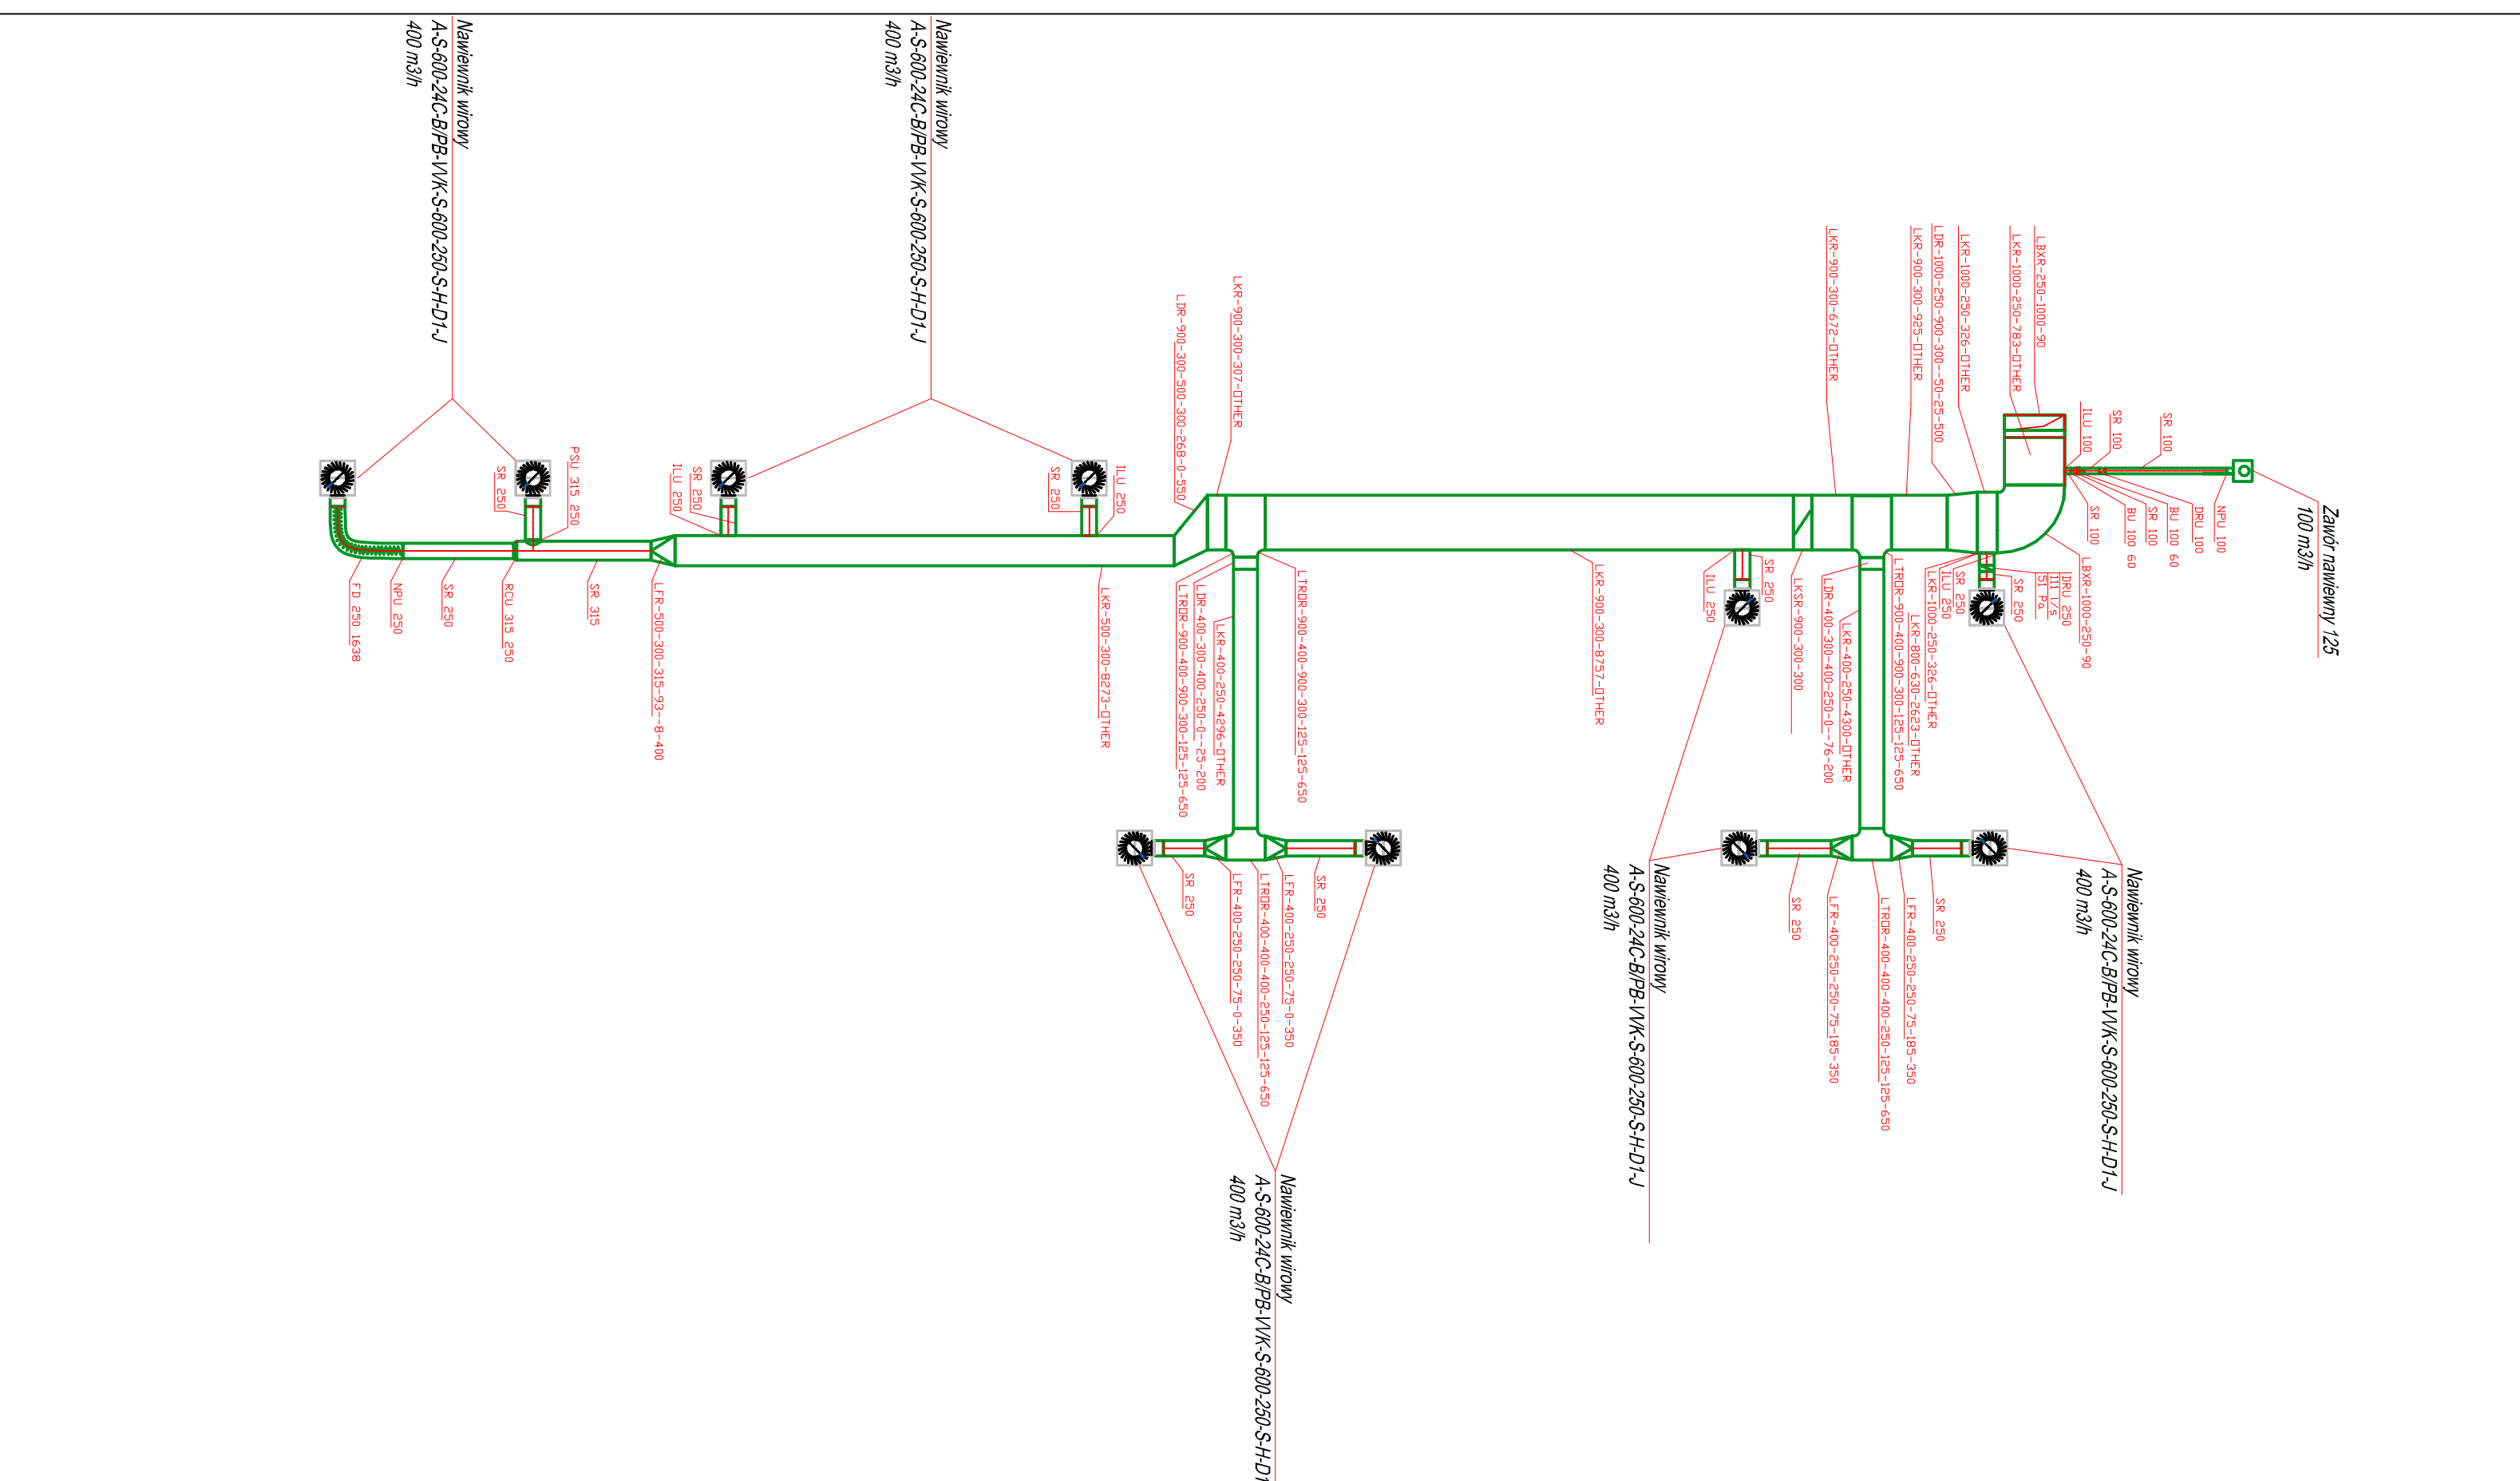 Nawiewnik wirowy
A-S-600-24C-B/PB-VVK-S-600-250-S-H-D1-J
400 m3/h
Nawiewnik wirowy
A-S-600-24C-B/PB-VVK-S-600-250-S-H-D1-J
400 m3/h
LDR-900-300-500-300-268-0-550
LKR-900-300-307-OTHER
LKR-900-300-672-OTHER
LKR-900-300-925-OTHER
LDR-1000-250-900-300--50-25-500
LKR-1000-250-326-OTHER
LKR-1000-250-783-OTHER
LBXR-250-1000-90
ILU 100
SR 100
SR 100
Zawór nawiewny 125
100 m3/h
NPU 100
DRU 100
BU 100 60
SR 100
BU 100 60
SR 100
LBXR-1000-250-90
DRU 250
111 l/s
51 Pa
SR 250
SR 250
ILU 250
LKR-1000-250-326-OTHER
LKR-800-630-2623-OTHER
LTRDR-900-400-900-300-125-125-650
LKR-400-250-4300-OTHER
LDR-400-300-400-250-0--76-200
LKSR-900-300-300
SR 250
ILU 250
LKR-900-300-8757-OTHER
LTRDR-900-400-900-300-125-125-650
LKR-400-250-4296-OTHER
LDR-400-300-400-250-0--25-200
LTRDR-900-400-900-300-125-125-650
LKR-500-300-8273-OTHER
ILU 250
SR 250
SR 250
ILU 250
PSU 315 250
SR 250
LFR-500-300-315-93--8-400
SR 315
RCU 315 250
SR 250
NPU 250
FD 250 1638
SR 250
LFR-400-250-250-75-185-350
LTRDR-400-400-400-250-125-125-650
LFR-400-250-250-75-185-350
SR 250
SR 250
LFR-400-250-250-75-0-350
LTRDR-400-400-400-250-125-125-650
LFR-400-250-250-75-0-350
SR 250
Nawiewnik wirowy
A-S-600-24C-B/PB-VVK-S-600-250-S-H-D1-J
400 m3/h
Nawiewnik wirowy
A-S-600-24C-B/PB-VVK-S-600-250-S-H-D1-J
400 m3/h
Nawiewnik wirowy
A-S-600-24C-B/PB-VVK-S-600-250-S-H-D1
400 m3/h